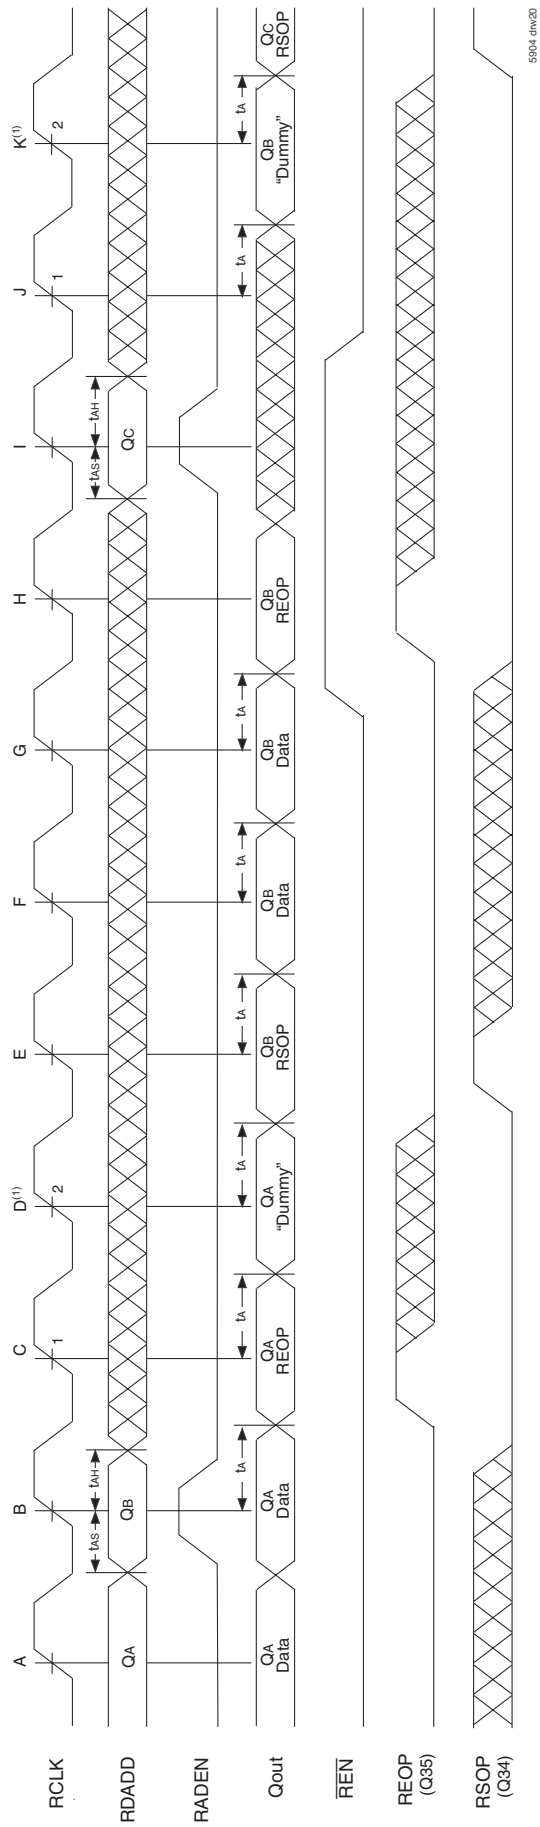 A B C D(1) E F G H I J K(1)
RCLK
1 2 1 2
tAS tAH tAS tAH
RDADD QA QB QC
RADEN
tA tA tA tA tA tA tA tA
Qout
QA Data
QA Data
QA REOP
QA "Dummy"
QB RSOP
QB Data
QB Data
QB REOP
QB "Dummy"
QC RSOP
REN
REOP
(Q35)
RSOP
(Q34)
5904 drw20